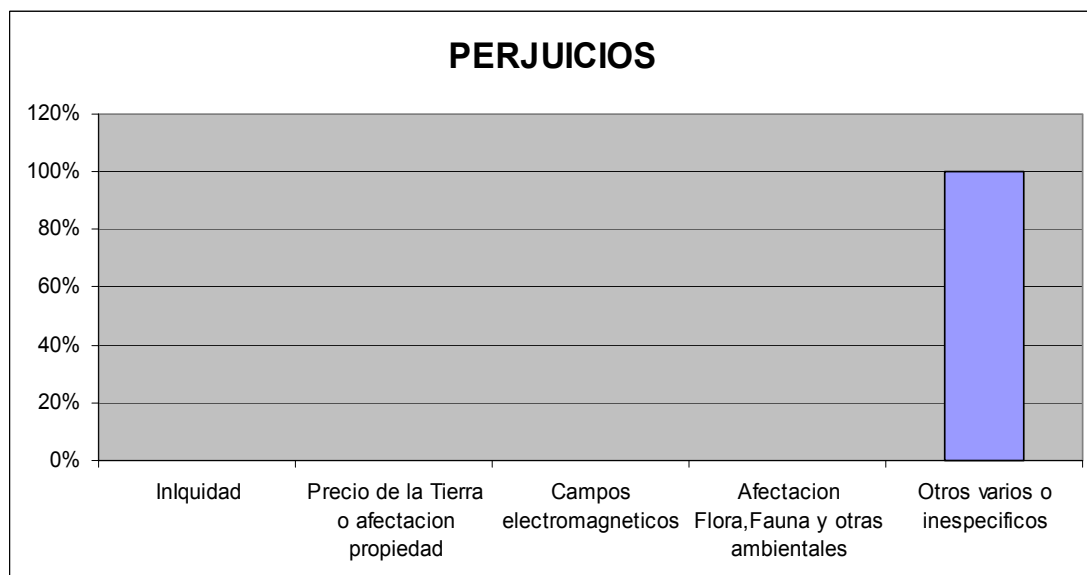 PERJUICIOS
120%
100%
80%
60%
40%
20%
0%
InIquidad
Precio de la Tierra
o afectacion
propiedad
Campos
electromagneticos
Afectacion
Flora,Fauna y otras
ambientales
Otros varios o
inespecificos